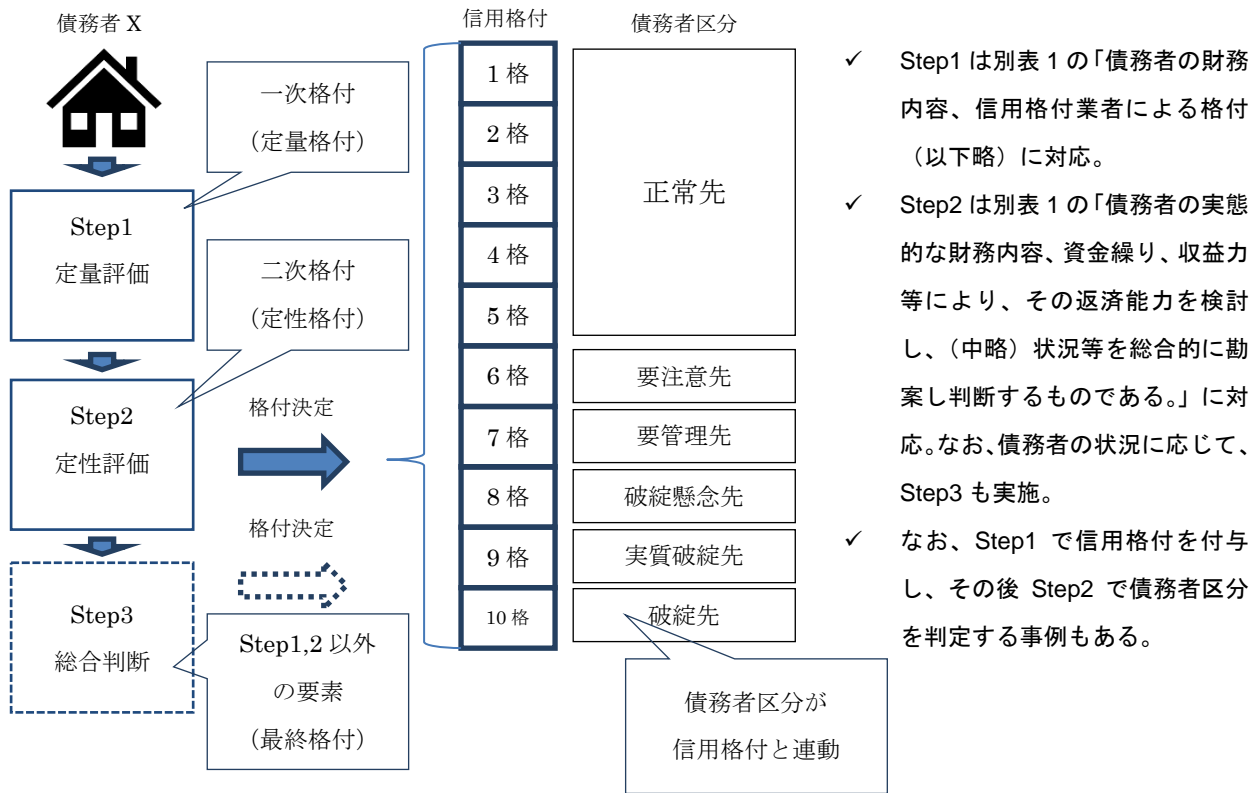 債務者 X
Step1
定量評価
一次格付
(定量格付)
Step2
定性評価
二次格付
(定性格付)
格付決定
格付決定
Step3
総合判断
Step1,2 以外
の要素
(最終格付)
信用格付
1 格
2 格
3 格
4 格
5 格
6 格
7 格
8 格
9 格
10 格
債務者区分
正常先
要注意先
要管理先
破綻懸念先
実質破綻先
破綻先
債務者区分が
信用格付と連動
✓ Step1 は別表 1 の「債務者の財務
内容、信用格付業者による格付
（以下略）に対応。
✓ Step2 は別表 1 の「債務者の実態
的な財務内容、資金繰り、収益力
等により、その返済能力を検討
し、（中略）状況等を総合的に勘
案し判断するものである。」に対
応。なお、債務者の状況に応じて、
Step3 も実施。
✓ なお、Step1 で信用格付を付与
し、その後 Step2 で債務者区分
を判定する事例もある。